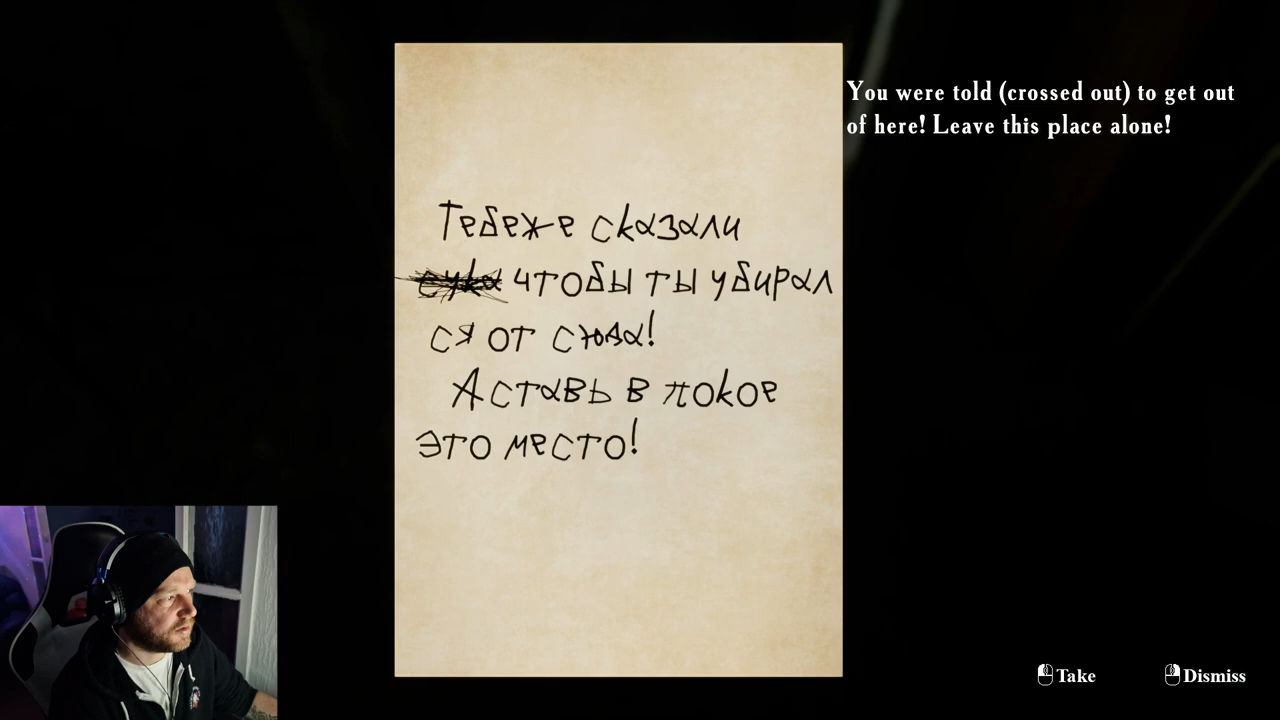 Тебеже сказали
сука чтобы ты убирал
ся от сюда!
Аставь в покое
это место!
You were told (crossed out) to get out
of here! Leave this place alone!
Take
Dismiss